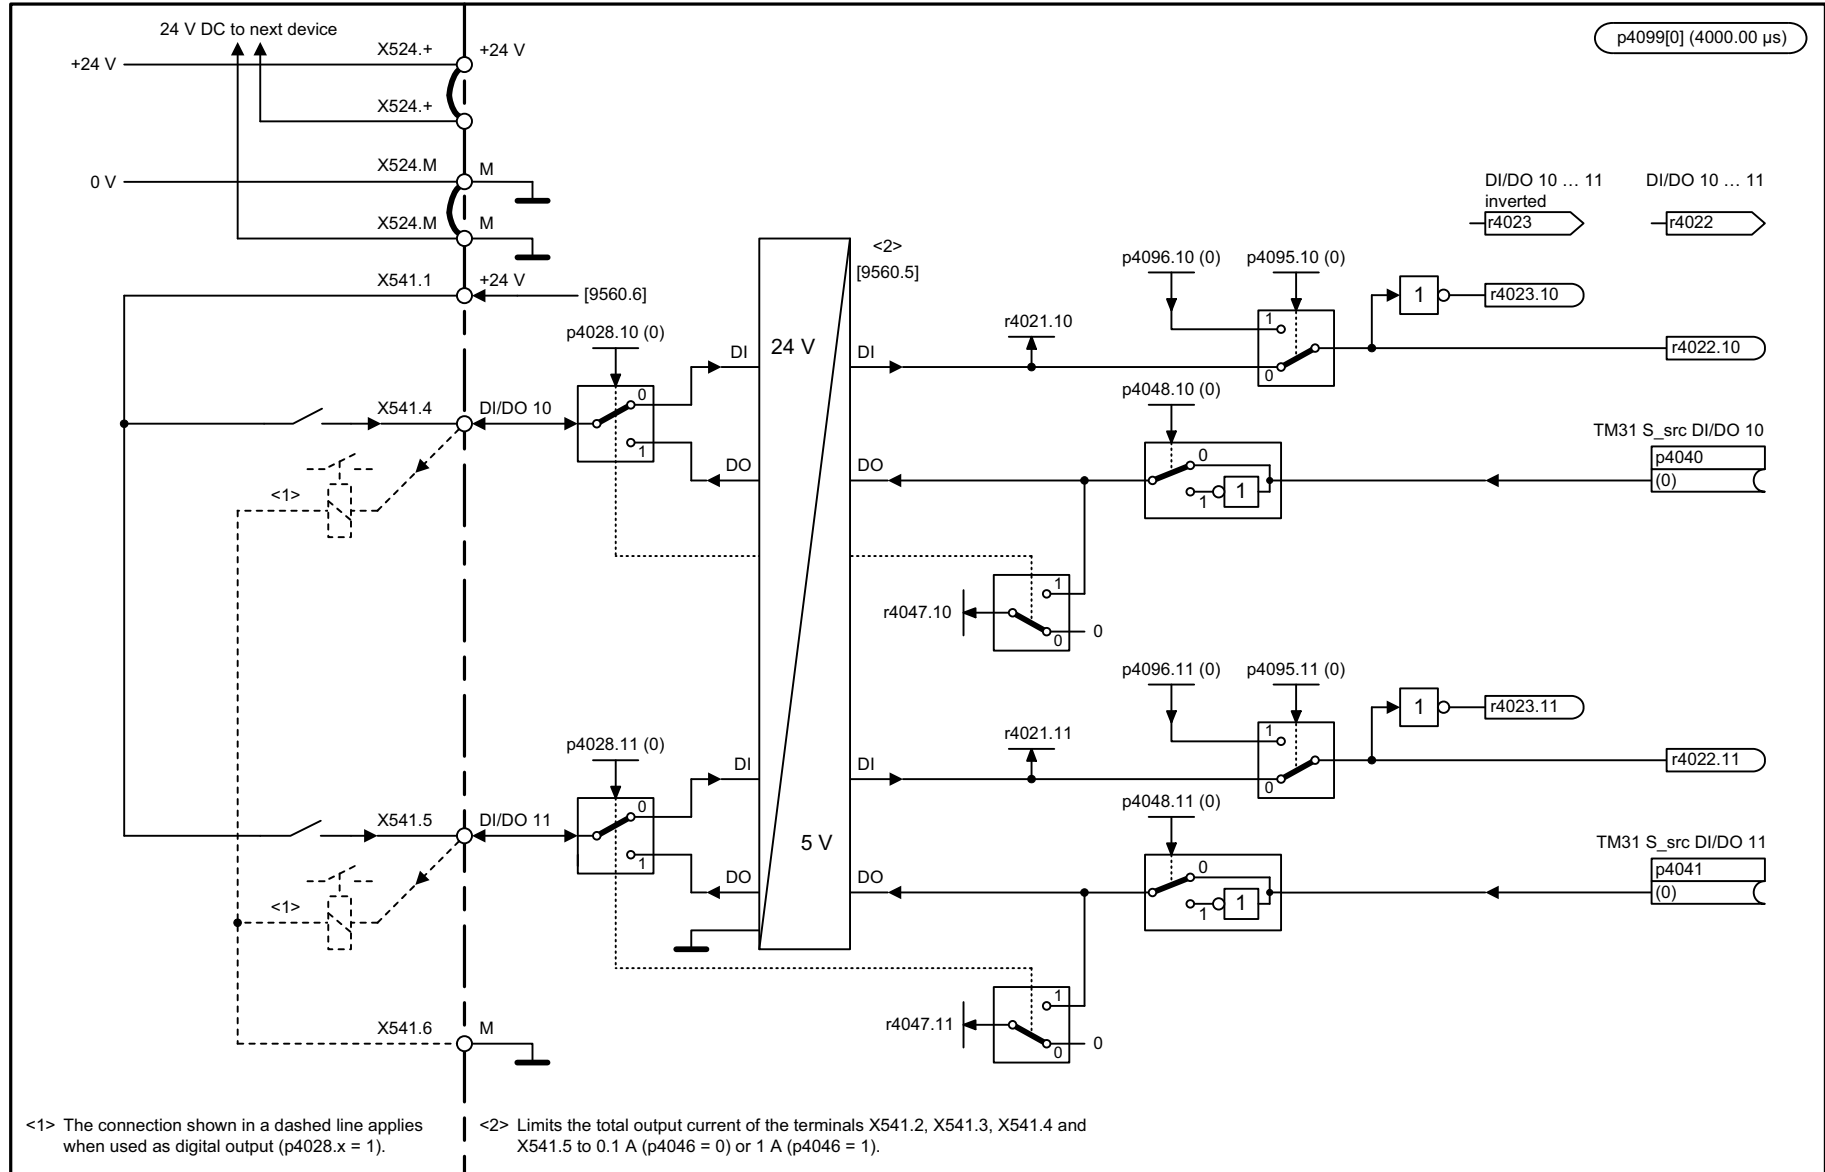 24 V DC to next device
X524.+
+24 V
p4099[0] (4000.00 µs)
+24 V
X524.+
X524.M
M
0 V
DI/DO 10 … 11
inverted
r4023
DI/DO 10 … 11
r4022
X524.M
M
<2>
[9560.5]
X541.1
+24 V
[9560.6]
p4096.10 (0)
p4095.10 (0)
1
r4023.10
p4028.10 (0)
r4021.10
1
0
r4022.10
DI
24 V
DI
p4048.10 (0)
X541.4
DI/DO 10
0
1
TM31 S_src DI/DO 10
p4040
(0)
DO
DO
0
1
1
<1>
r4047.10
1
0
0
p4096.11 (0)
p4095.11 (0)
1
r4023.11
p4028.11 (0)
r4021.11
1
0
r4022.11
DI
DI
p4048.11 (0)
X541.5
DI/DO 11
0
1
5 V
TM31 S_src DI/DO 11
p4041
(0)
DO
DO
0
1
1
<1>
r4047.11
1
0
0
X541.6
M
<1> The connection shown in a dashed line applies
when used as digital output (p4028.x = 1).
<2> Limits the total output current of the terminals X541.2, X541.3, X541.4 and
X541.5 to 0.1 A (p4046 = 0) or 1 A (p4046 = 1).